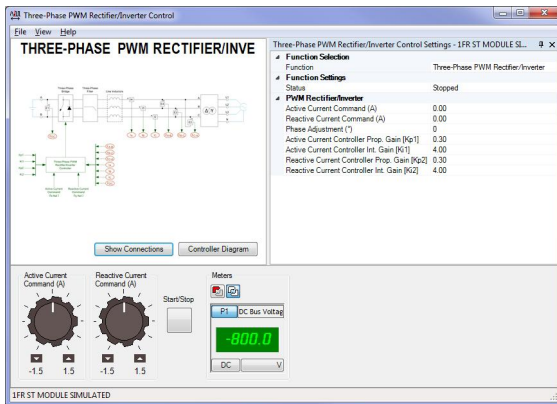 Three-Phase PWM Rectifier/Inverter Control
File View Help
THREE-PHASE PWM RECTIFIER/INVE
Show Connections
Controller Diagram
Three-Phase PWM Rectifier/Inverter Control Settings - 1FR ST MODULE SI...
Function Selection
Function Three-Phase PWM Rectifier/Inverter
Function Settings
Status Stopped
PWM Rectifier/Inverter
Active Current Command (A) 0.00
Reactive Current Command (A) 0.00
Phase Adjustment (°) 0
Active Current Controller Prop. Gain [Kp1] 0.30
Active Current Controller Int. Gain [Ki1] 4.00
Reactive Current Controller Prop. Gain [Kp2] 0.30
Reactive Current Controller Int. Gain [Ki2] 4.00
Active Current
Command (A)
-1.5 1.5
Reactive Current
Command (A)
-1.5 1.5
Start/Stop
Meters
P1 DC Bus Voltag
-800.0
DC V
1FR ST MODULE SIMULATED